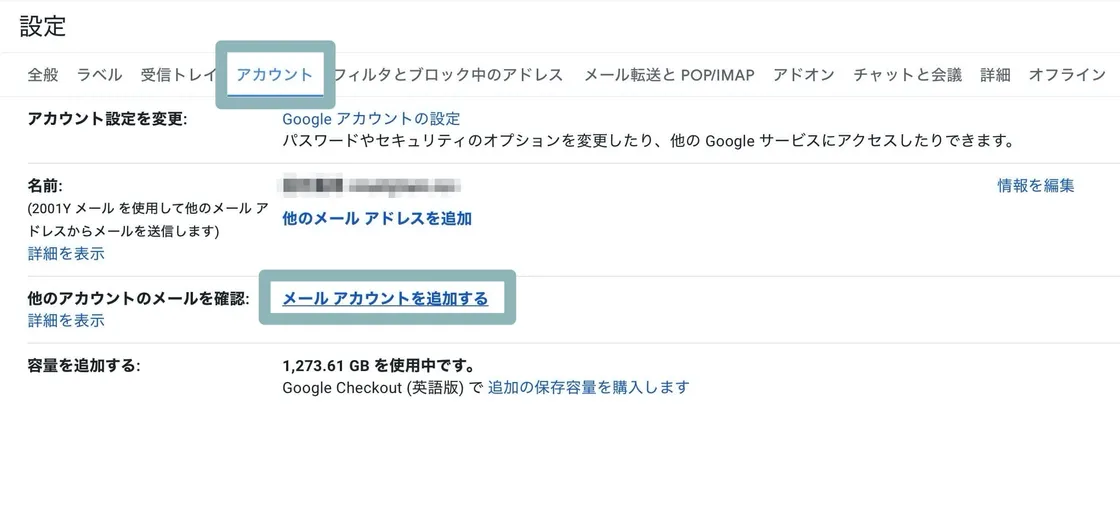 設定
全般 ラベル 受信トレイ アカウント フィルタとブロック中のアドレス メール転送と POP/IMAP アドオン チャットと会議 詳細 オフライン
アカウント設定を変更: Google アカウントの設定
パスワードやセキュリティのオプションを変更したり、他の Google サービスにアクセスしたりできます。
名前: 情報を編集
(2001Y メール を使用して他のメール ア
ドレスからメールを送信します)
他のメール アドレスを追加
詳細を表示
他のアカウントのメールを確認: メール アカウントを追加する
詳細を表示
容量を追加する: 1,273.61 GB を使用中です。
Google Checkout (英語版) で 追加の保存容量を購入します